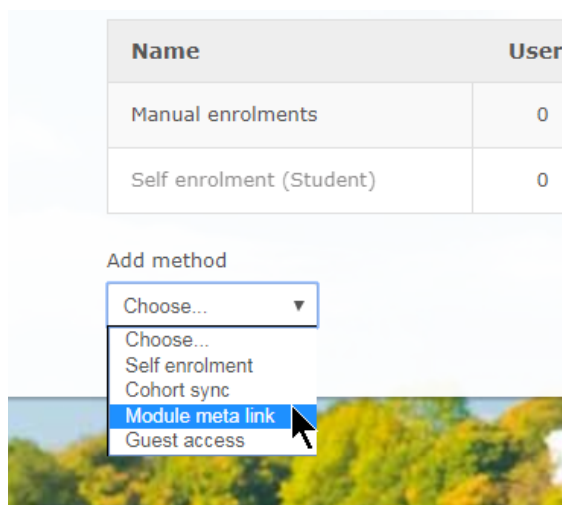 Name User
Manual enrolments 0
Self enrolment (Student) 0
Add method
Choose...
Choose...
Self enrolment
Cohort sync
Module meta link
Guest access